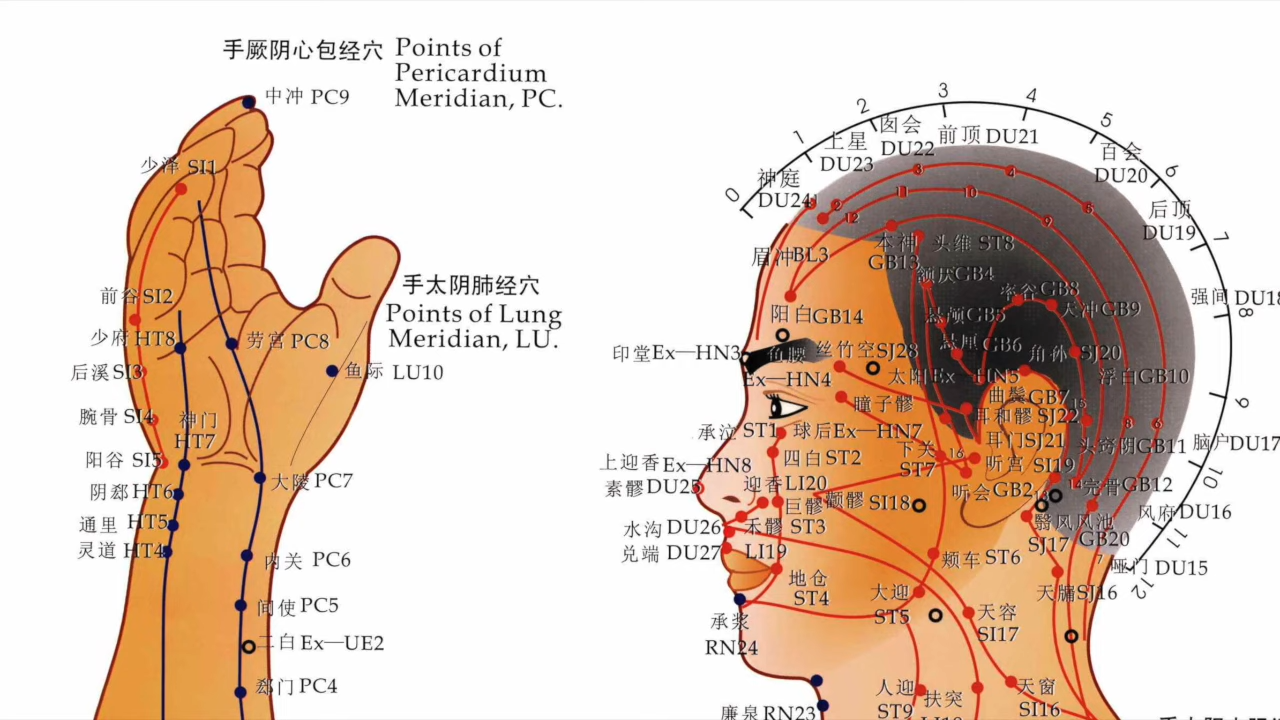 手厥阴心包经穴 Points of
Pericardium
Meridian, PC.
中冲 PC9
少泽 SI1
手太阴肺经穴
Points of Lung
Meridian, LU.
前谷 SI2
少府 HT8
劳宫 PC8
鱼际 LU10
后溪 SI3
腕骨 SI4
神门
HT7
阳谷 SI5
大陵 PC7
阴郄 HT6
通里 HT5
灵道 HT4
内关 PC6
间使 PC5
二白 Ex—UE2
郄门 PC4
0
1
2
3
4
5
6
7
8
9
10
11
12
神庭
DU24
上星
DU23
囟会
DU22
前顶 DU21
百会
DU20
后顶
DU19
强间 DU18
脑户 DU17
风府 DU16
哑门 DU15
眉冲 BL3
本神
GB13
头维 ST8
颔厌 GB4
率谷 GB8
天冲 GB9
阳白 GB14
悬颅 GB5
悬厘 GB6
角孙 SJ20
浮白 GB10
印堂 Ex—HN3
鱼腰
Ex—HN4
丝竹空 SJ23
太阳 Ex—HN5
曲鬓 GB7
瞳子髎
耳和髎 SJ22
耳门 SJ21
头窍阴 GB11
承泣 ST1
球后 Ex—HN7
四白 ST2
下关
ST7
听宫 SI19
听会 GB2
完骨 GB12
上迎香 Ex—HN8
素髎 DU25
迎香 LI20
巨髎
ST3
颧髎 SI18
翳风
SJ17
风池
GB20
水沟 DU26
禾髎
LI19
兑端 DU27
颊车 ST6
地仓
ST4
大迎
ST5
天牖 SJ16
天容
SI17
承浆
RN24
人迎
ST9
扶突
天窗
SI16
廉泉 RN23